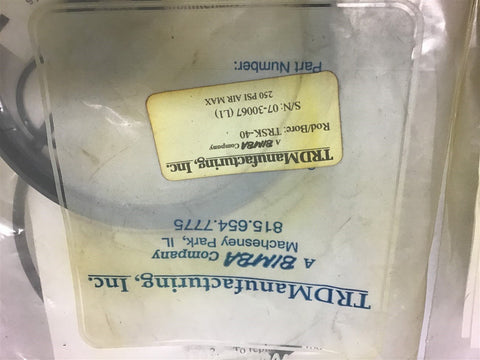 TRDManufacturing, Inc.
A BIMBA Company
Machesney Park, IL
815.654.7775
TRDManufacturing, Inc.
A BIMBA Company
Rod/Bore: TRSK-40
S/N: 07-30067 (L1)
250 PSI AIR MAX
Part Number: